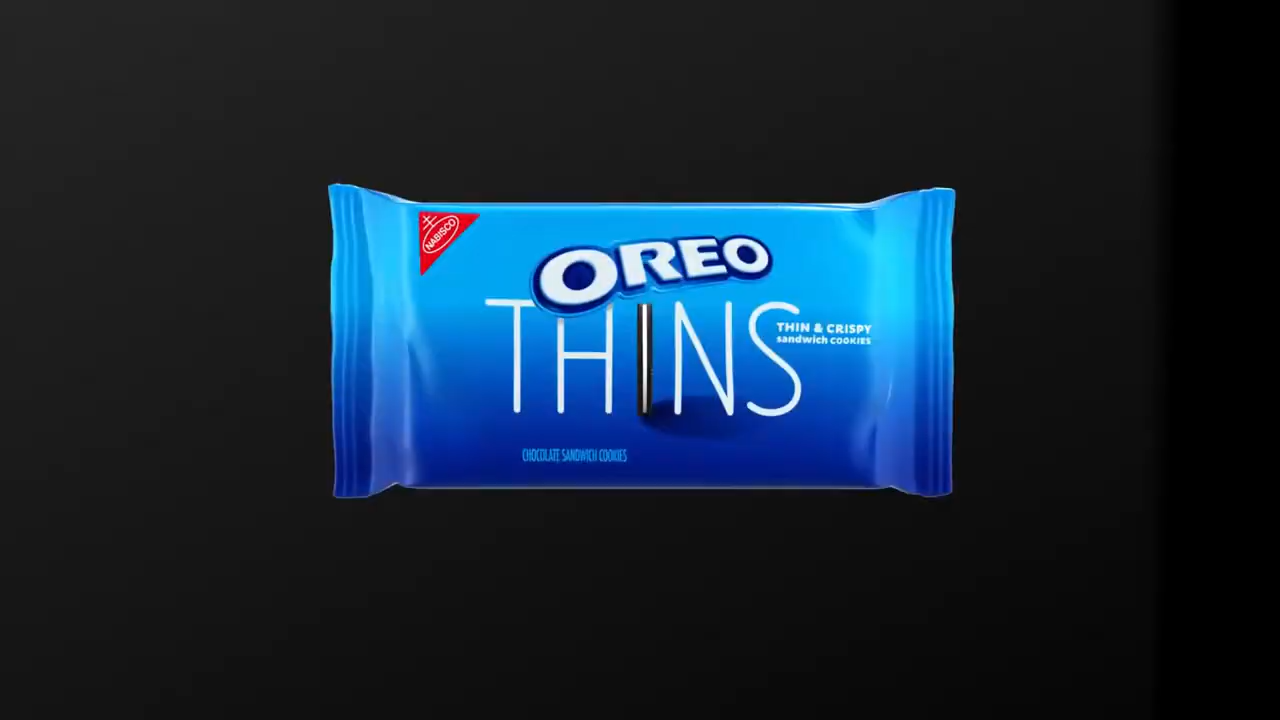 NABISCO
OREO
THINS
THIN & CRISPY
sandwich COOKIES
CHOCOLATE SANDWICH COOKIES